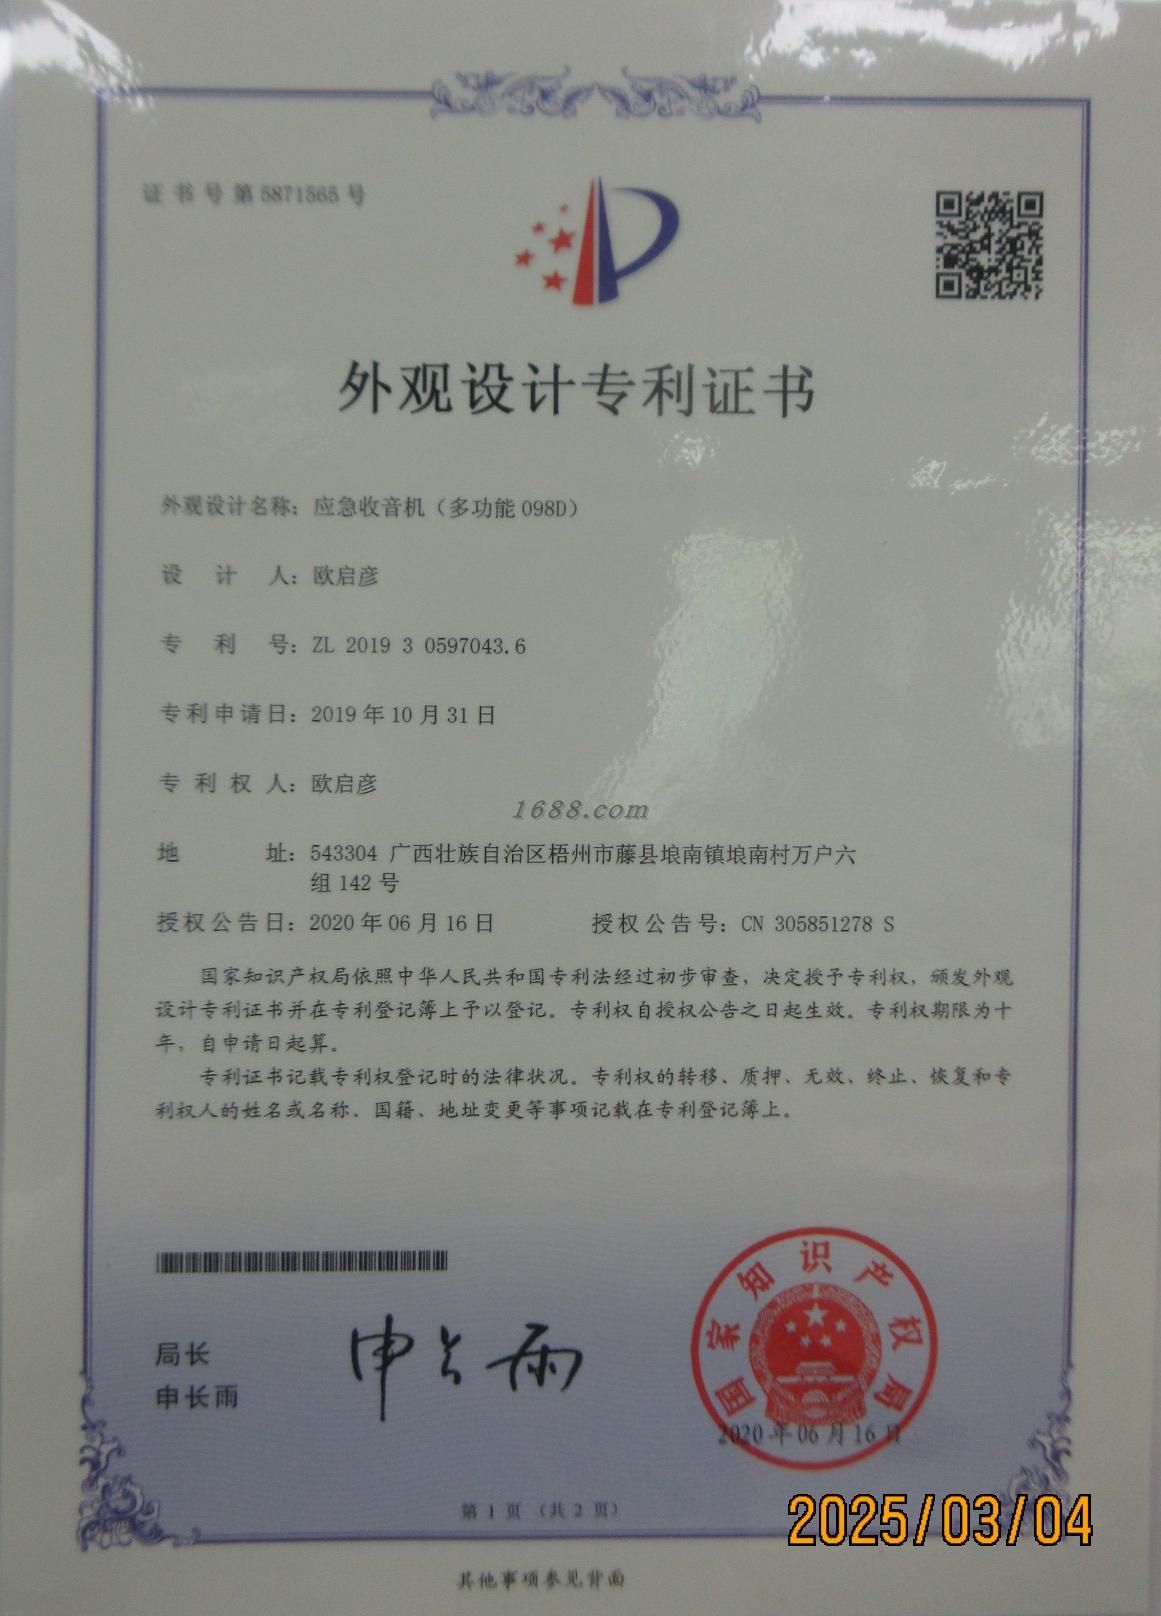 证书号第5871565号
外观设计专利证书
外观设计名称：应急收音机（多功能098D）
设计人：欧启彦
专利号：ZL 2019 3 0597043.6
专利申请日：2019年10月31日
专利权人：欧启彦
1688.com
地址：543304 广西壮族自治区梧州市藤县埌南镇埌南村万户六
组142号
授权公告日：2020年06月16日 授权公告号：CN 305851278 S
国家知识产权局依照中华人民共和国专利法经过初步审查，决定授予专利权，颁发外观
设计专利证书并在专利登记簿上予以登记。专利权自授权公告之日起生效。专利权期限为十
年，自申请日起算。
专利证书记载专利权登记时的法律状况。专利权的转移、质押、无效、终止、恢复和专
利权人的姓名或名称、国籍、地址变更等事项记载在专利登记簿上。
局长
申长雨
申长雨
国家知识产权局
2020年06月16日
第 1 页 （共 2 页）
2025/03/04
其他事项参见背面